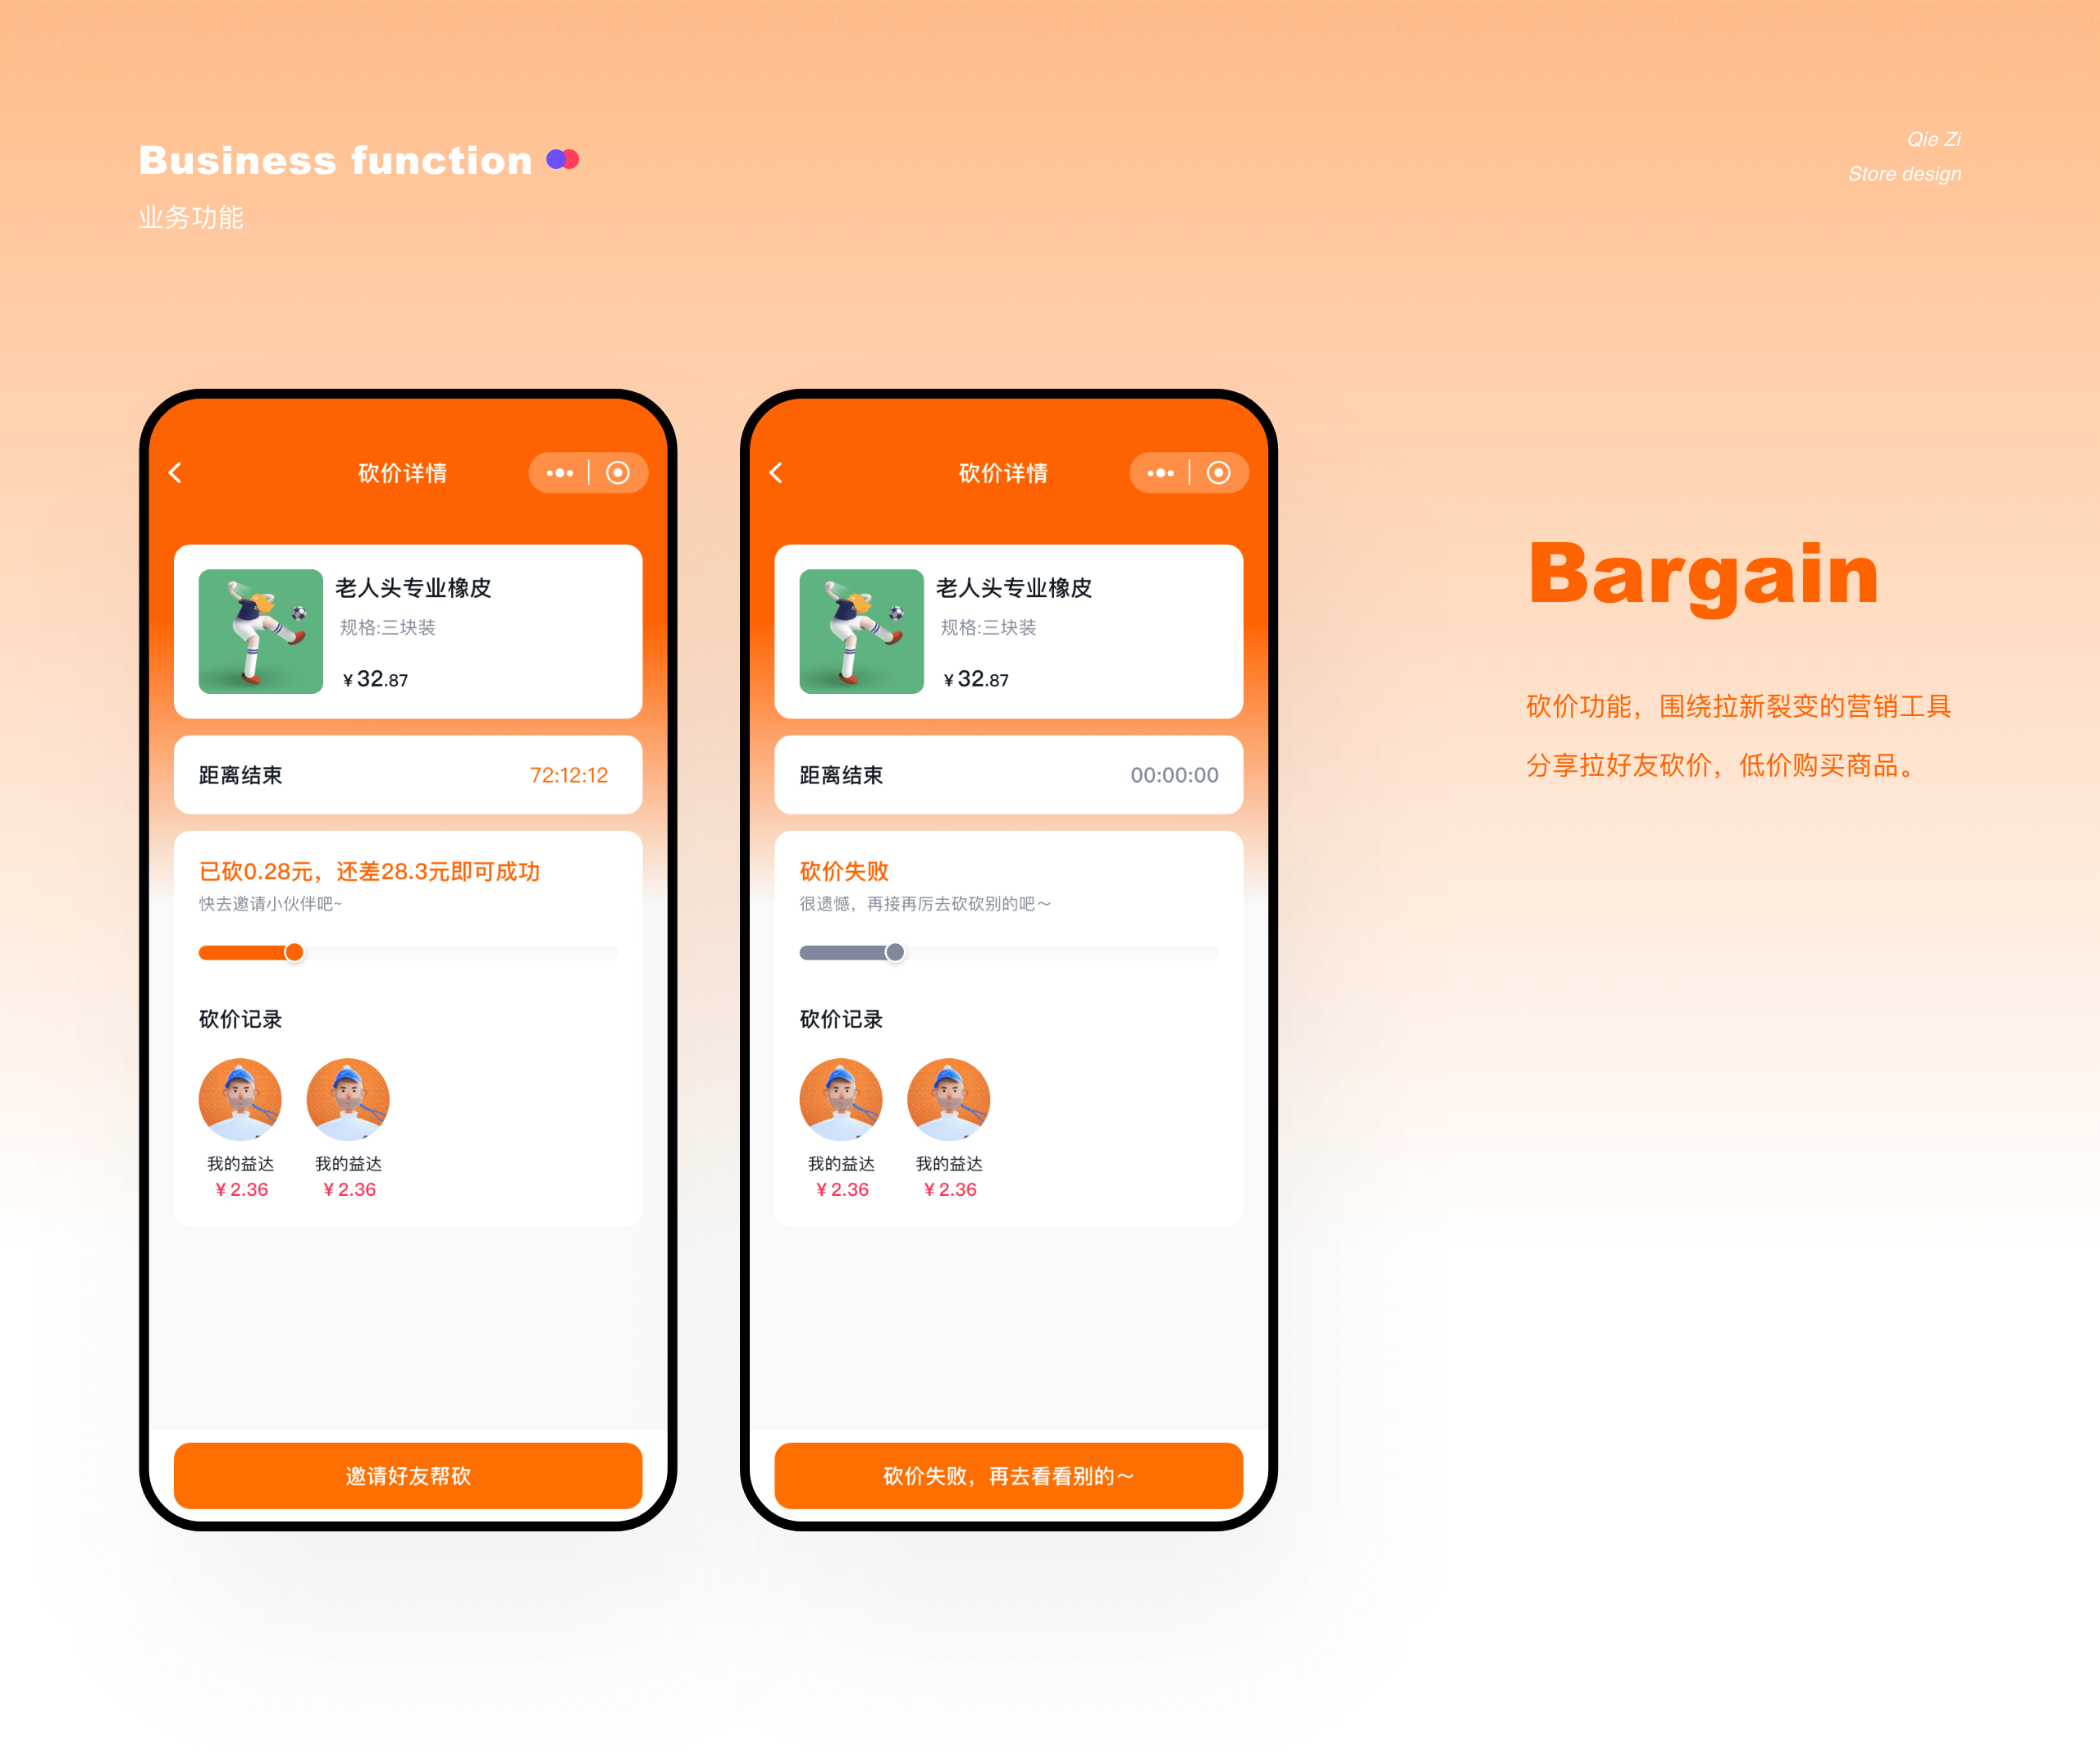 Business function
业务功能
Qie Zi
Store design
砍价详情
老人头专业橡皮
规格:三块装
¥32.87
距离结束 72:12:12
已砍0.28元，还差28.3元即可成功
快去邀请小伙伴吧~
砍价记录
我的益达 我的益达
¥2.36 ¥2.36
邀请好友帮砍
砍价详情
老人头专业橡皮
规格:三块装
¥32.87
距离结束 00:00:00
砍价失败
很遗憾，再接再厉去砍砍别的吧～
砍价记录
我的益达 我的益达
¥2.36 ¥2.36
砍价失败，再去看看别的～
Bargain
砍价功能，围绕拉新裂变的营销工具
分享拉好友砍价，低价购买商品。